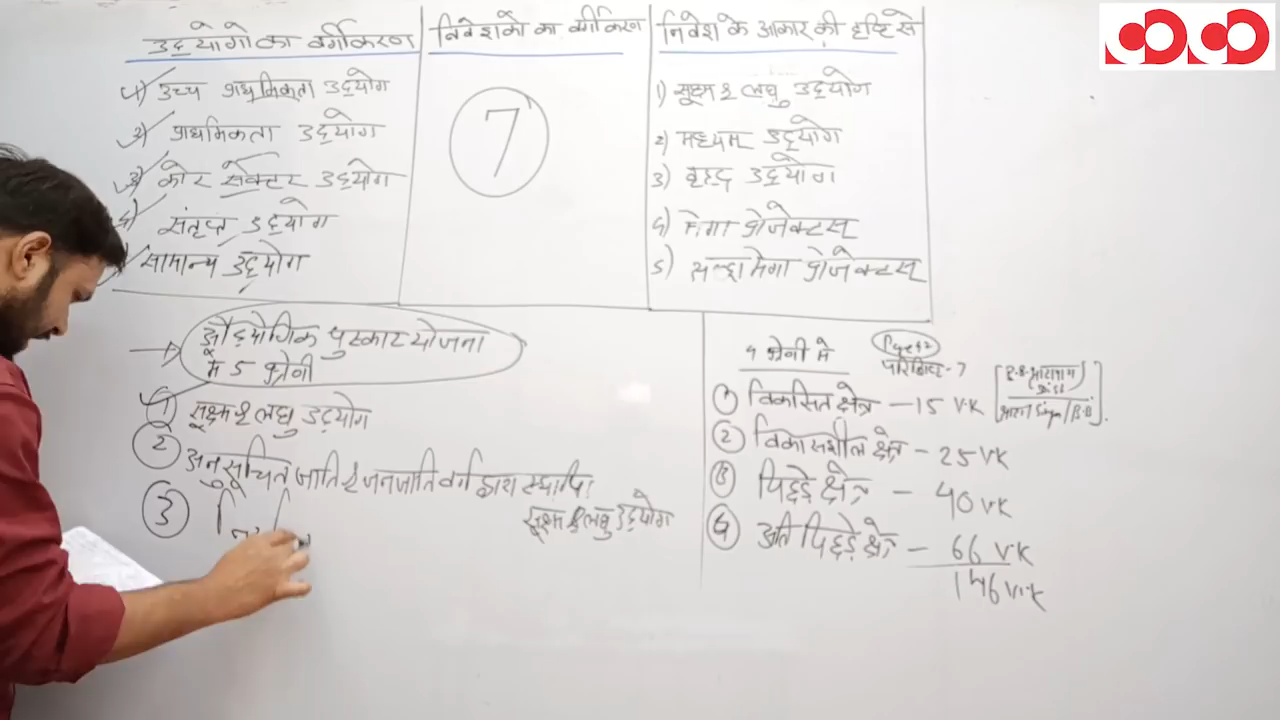 उद्योगो का वर्गीकरण
1) उच्च प्राथमिकता उद्योग
2) प्राथमिकता उद्योग
3) कोर सेक्टर उद्योग
4) संतृप्त उद्योग
सामान्य उद्योग
निवेशको का वर्गीकरण
7
निवेश के आकार की दृष्टि से
1) सूक्ष्म & लघु उद्योग
2) मध्यम उद्योग
3) वृहद उद्योग
4) मेगा प्रोजेक्टस्
5) अल्ट्रा मेगा प्रोजेक्टस्
औद्योगिक पुरस्कार योजना
में 5 श्रेणी
1 सूक्ष्म & लघु उद्योग
2 अनुसूचित जाति & जनजाति वर्ग द्वारा स्थापित
सूक्ष्म & लघु उद्योग
3
4 श्रेणी में
Page 42
परिशिष्ट-7
1 विकसित क्षेत्र - 15 V.K
2 विकासशील क्षेत्र - 25 V.K
3 पिछड़े क्षेत्र - 40 V.K
4 अति पिछड़े क्षेत्र - 66 V.K
146 V.K